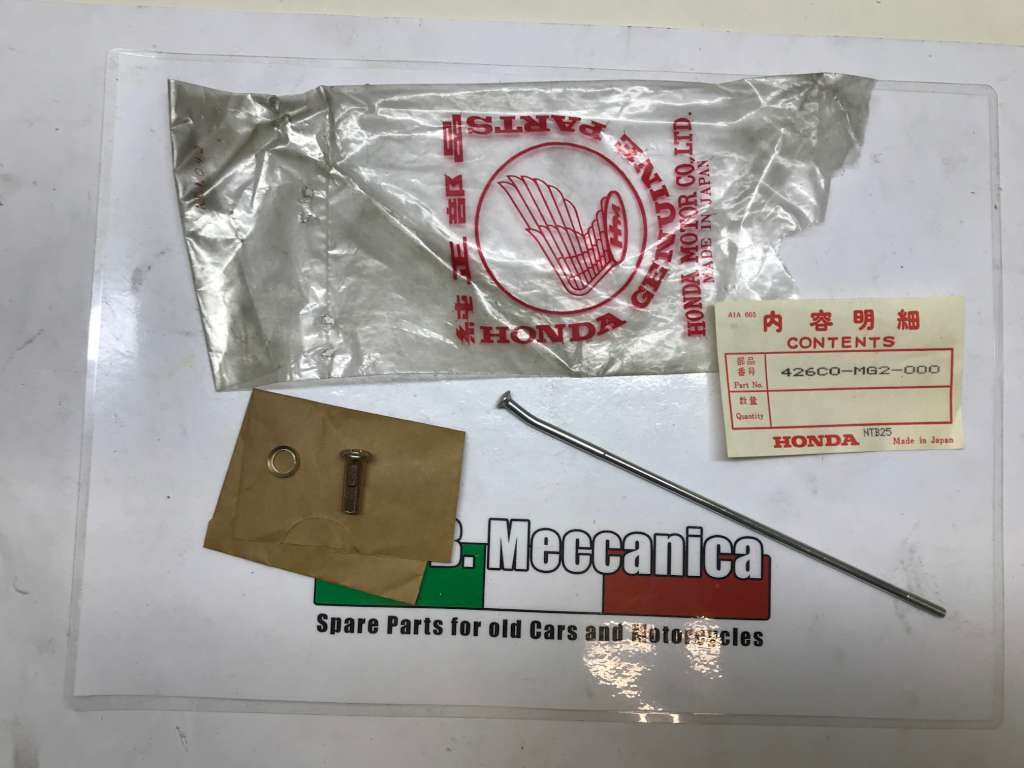 純正部品
HONDA GENUINE PARTS
HONDA MOTOR CO.,LTD.
MADE IN JAPAN
A1A 603
内容明細
CONTENTS
部品
番号
Part No.
426C0-MG2-000
数量
Quantity
HONDA
NTB25
Made in Japan
B. Meccanica
Spare Parts for old Cars and Motorcycles